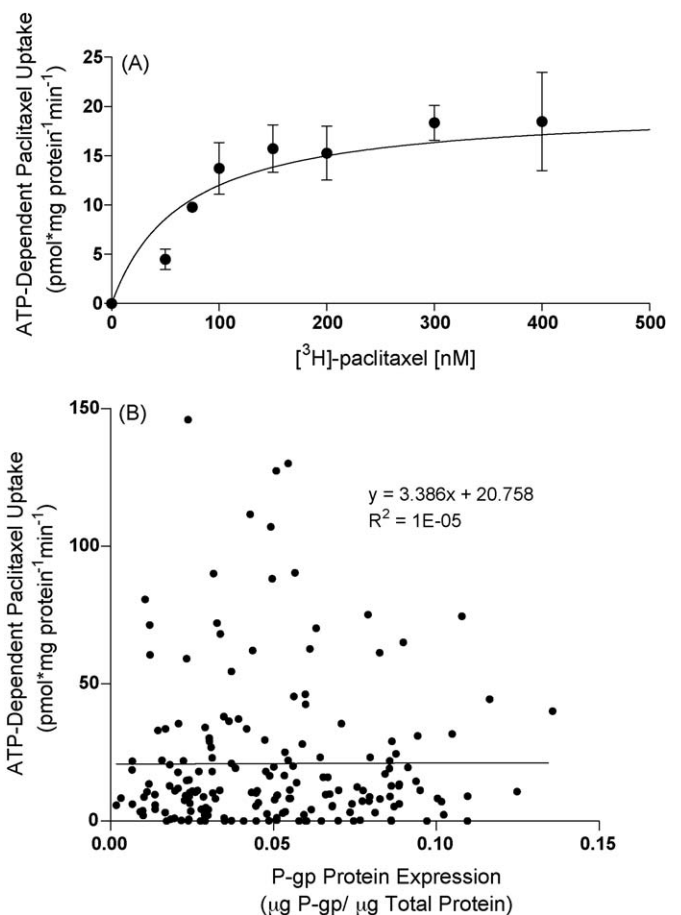 (A)
ATP-Dependent Paclitaxel Uptake
(pmol*mg protein⁻¹min⁻¹)
25
20
15
10
5
0
0 100 200 300 400 500
[³H]-paclitaxel [nM]
(B)
ATP-Dependent Paclitaxel Uptake
(pmol*mg protein⁻¹min⁻¹)
150
100
50
0
y = 3.386x + 20.758
R² = 1E-05
0.00 0.05 0.10 0.15
P-gp Protein Expression
(µg P-gp/ µg Total Protein)